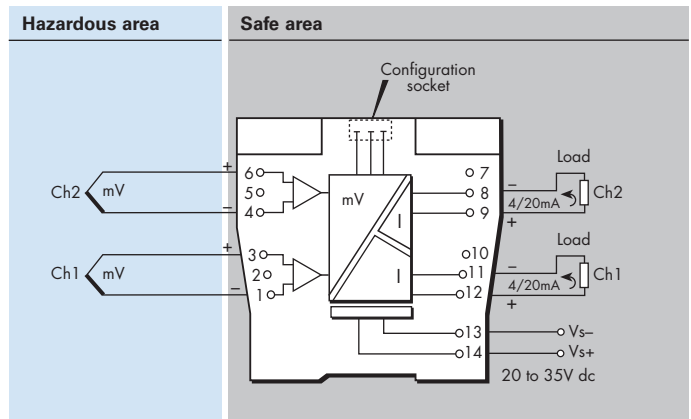 Hazardous area
Safe area
Configuration
socket
+
6
7
Load
Ch2
mV
5
mV
8
–
Ch2
–
4
I
9
4/20mA
+
Load
+
3
10
Ch1
mV
2
11
–
Ch1
–
1
I
12
4/20mA
+
13
Vs–
14
Vs+
20 to 35V dc